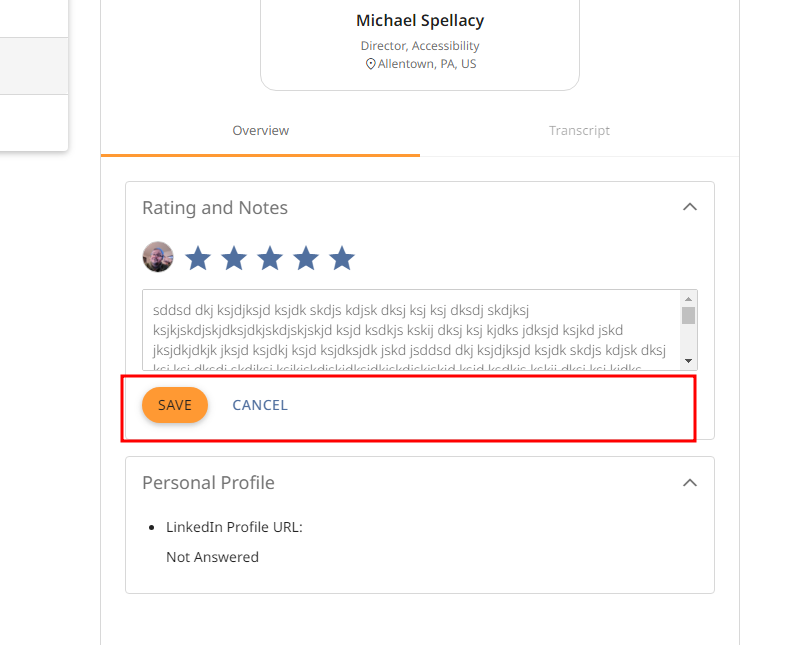 Michael Spellacy
Director, Accessibility
Allentown, PA, US
Overview
Transcript
Rating and Notes
sddsd dkj ksjdjksjd ksjdk skdjs kdjsk dksj ksj ksj dksdj skdjksj
ksjkjskdjskjdksjdkjskdjskjskjd ksjd ksdkjs kskij dksj ksj kjdks jdksjd ksjkd jskd
jksjdkjdkjk jksjd ksjdkj ksjd ksjdksjdk jskd jsddsd dkj ksjdjksjd ksjdk skdjs kdjsk dksj
SAVE
CANCEL
Personal Profile
LinkedIn Profile URL:
Not Answered